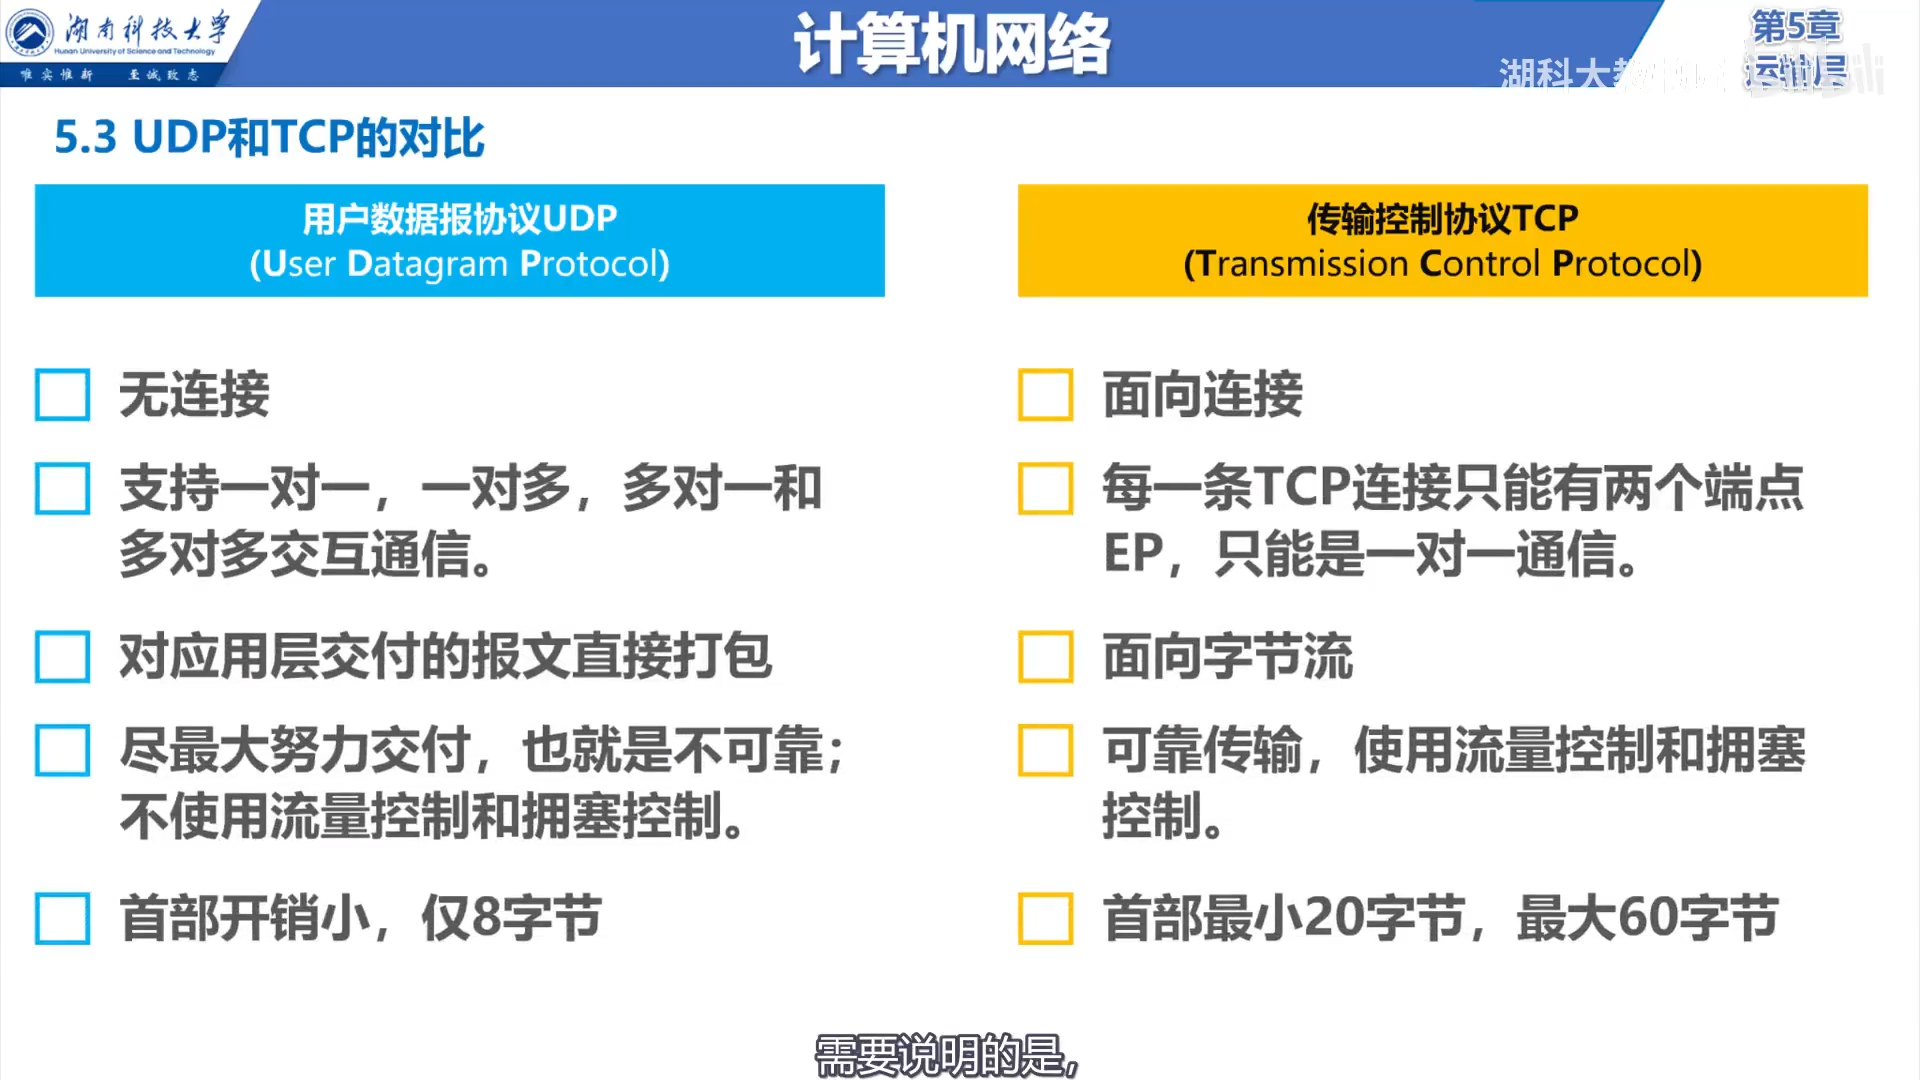 湖南科技大学
Hunan University of Science and Technology
唯实惟新 至诚致志
计算机网络
第5章
运输层
湖科大教书匠
5.3 UDP和TCP的对比
用户数据报协议UDP
(User Datagram Protocol)
无连接
支持一对一，一对多，多对一和
多对多交互通信。
对应用层交付的报文直接打包
尽最大努力交付，也就是不可靠；
不使用流量控制和拥塞控制。
首部开销小，仅8字节
传输控制协议TCP
(Transmission Control Protocol)
面向连接
每一条TCP连接只能有两个端点
EP，只能是一对一通信。
面向字节流
可靠传输，使用流量控制和拥塞
控制。
首部最小20字节，最大60字节
需要说明的是，